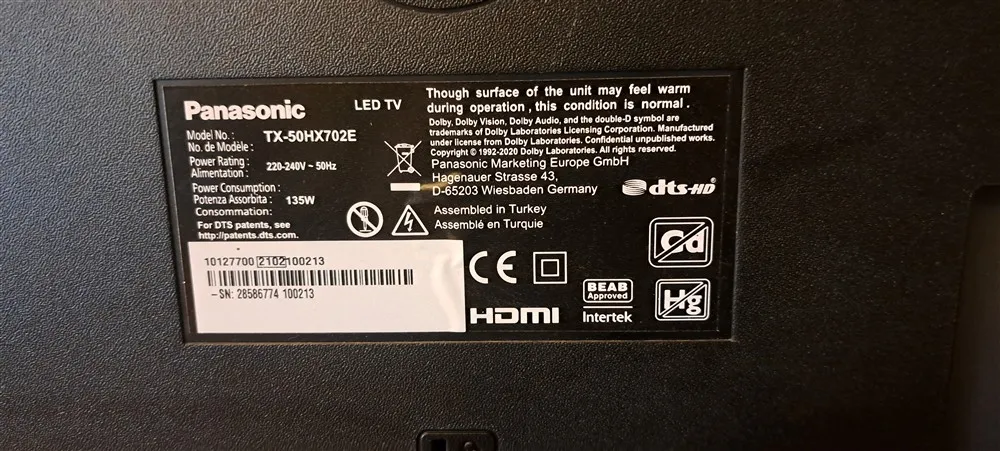 Panasonic
LED TV
Model No.: TX-50HX702E
No. de Modèle :
Power Rating : 220-240V ~ 50Hz
Alimentation :
Power Consumption :
Potenza Assorbita : 135W
Consommation:
For DTS patents, see
http://patents.dts.com.
Though surface of the unit may feel warm
during operation , this condition is normal .
Dolby, Dolby Vision, Dolby Audio, and the double-D symbol are
trademarks of Dolby Laboratories Licensing Corporation. Manufactured
under license from Dolby Laboratories. Confidential unpublished works.
Copyright © 1992-2020 Dolby Laboratories. All rights reserved.
Panasonic Marketing Europe GmbH
Hagenauer Strasse 43,
D-65203 Wiesbaden Germany
dts-HD
Assembled in Turkey
Assemblé en Turquie
10127700 2102 100213
-SN: 28586774 100213
CE
HDMI
BEAB
Approved
Intertek
Cd
Hg